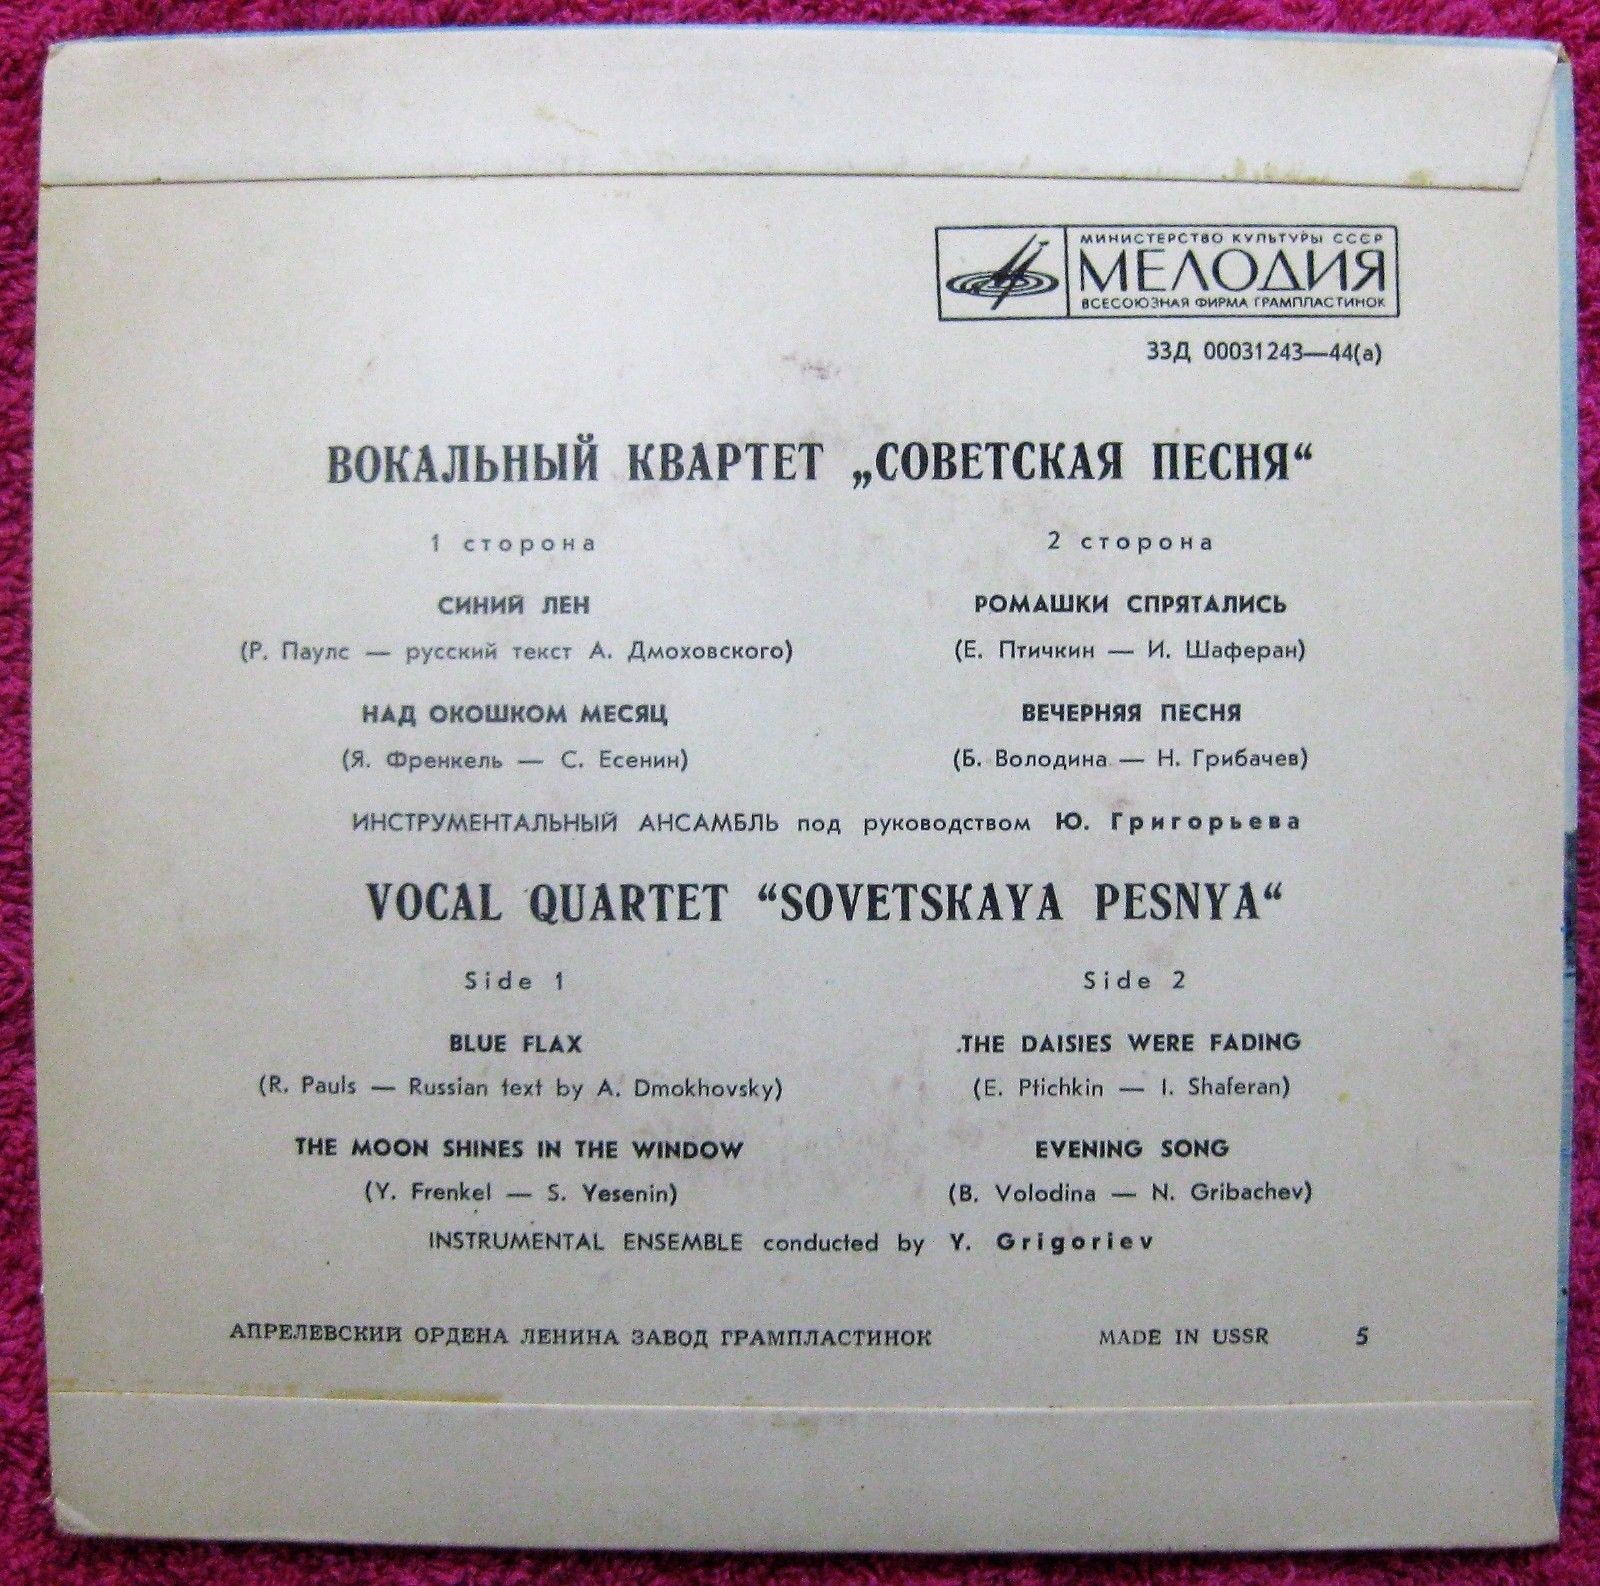 МИНИСТЕРСТВО КУЛЬТУРЫ СССР
МЕЛОДИЯ
ВСЕСОЮЗНАЯ ФИРМА ГРАМПЛАСТИНОК
33Д 00031243—44(а)
ВОКАЛЬНЫЙ КВАРТЕТ „СОВЕТСКАЯ ПЕСНЯ“
1 сторона
СИНИЙ ЛЕН
(Р. Паулс — русский текст А. Дмоховского)
НАД ОКОШКОМ МЕСЯЦ
(Я. Френкель — С. Есенин)
2 сторона
РОМАШКИ СПРЯТАЛИСЬ
(Е. Птичкин — И. Шаферан)
ВЕЧЕРНЯЯ ПЕСНЯ
(Б. Володина — Н. Грибачев)
ИНСТРУМЕНТАЛЬНЫЙ АНСАМБЛЬ под руководством Ю. Григорьева
VOCAL QUARTET “SOVETSKAYA PESNYA“
Side 1
BLUE FLAX
(R. Pauls — Russian text by A. Dmokhovsky)
THE MOON SHINES IN THE WINDOW
(Y. Frenkel — S. Yesenin)
Side 2
.THE DAISIES WERE FADING
(E. Ptichkin — I. Shaferan)
EVENING SONG
(B. Volodina — N. Gribachev)
INSTRUMENTAL ENSEMBLE conducted by Y. Grigoriev
АПРЕЛЕВСКИЙ ОРДЕНА ЛЕНИНА ЗАВОД ГРАМПЛАСТИНОК MADE IN USSR 5